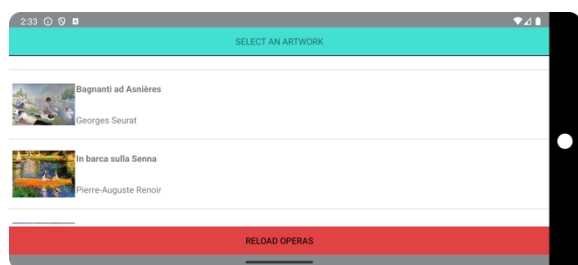 2:33
SELECT AN ARTWORK
Bagnanti ad Asnières
Georges Seurat
In barca sulla Senna
Pierre-Auguste Renoir
RELOAD OPERAS